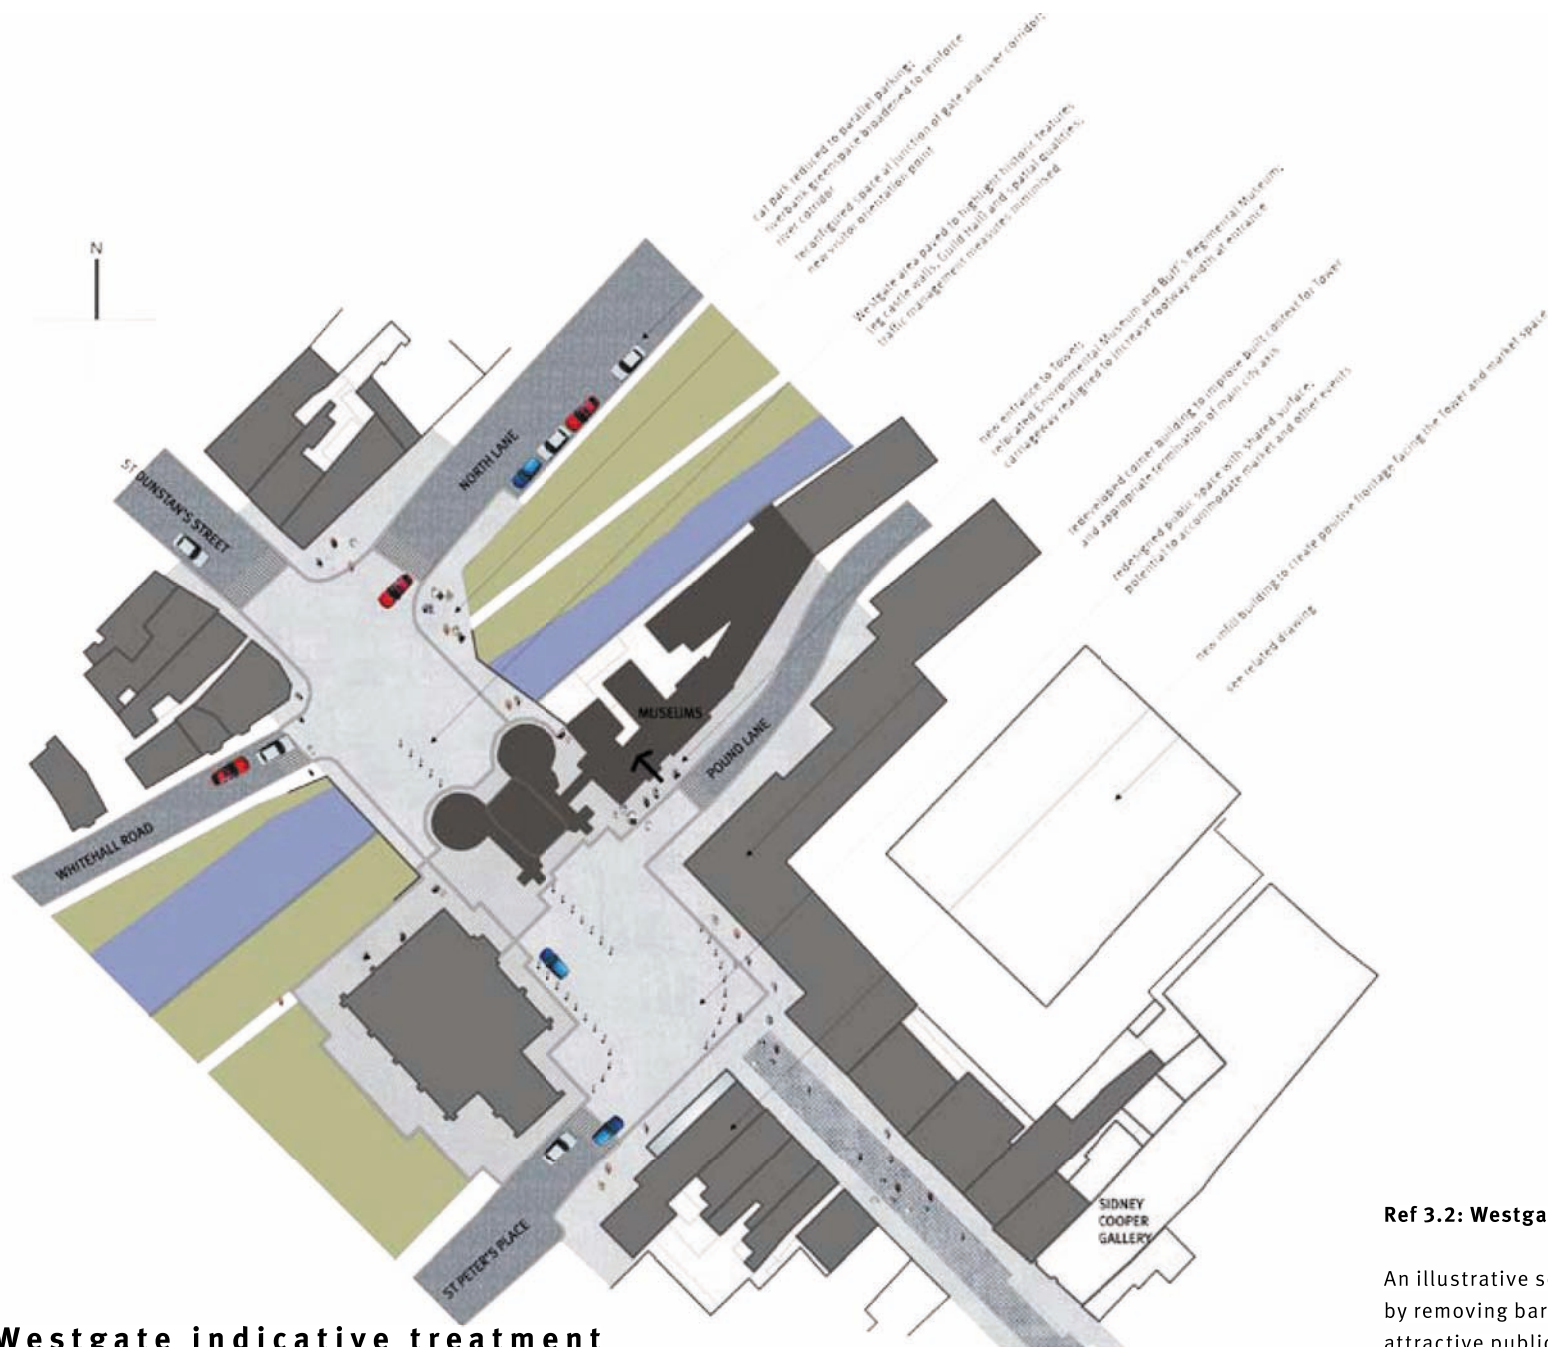 car park reduced to parallel parking;
riverbank greenspace broadened to reinforce
river corridor
reconfigured space at junction of gate and river corridor:
new visitor orientation point
Westgate area paved to highlight historic features
(eg castle walls, Guild Hall) and spatial qualities;
traffic management measures minimised
new entrance to Tower;
relocated Environmental Museum and Buff's Regimental Museum;
carriageway realigned to increase footway width at entrance
redeveloped corner building to improve built context for Tower
and appropriate termination of main city axis
redesigned public space with shared surface,
potential to accommodate market and other events
new infill building to create positive frontage facing the Tower and market space
see related drawing
N
NORTH LANE
ST DUNSTAN'S STREET
MUSEUMS
POUND LANE
WHITEHALL ROAD
ST PETER'S PLACE
SIDNEY
COOPER
GALLERY
Ref 3.2: Westga
An illustrative s
by removing bar
attractive public
Westgate indicative treatment